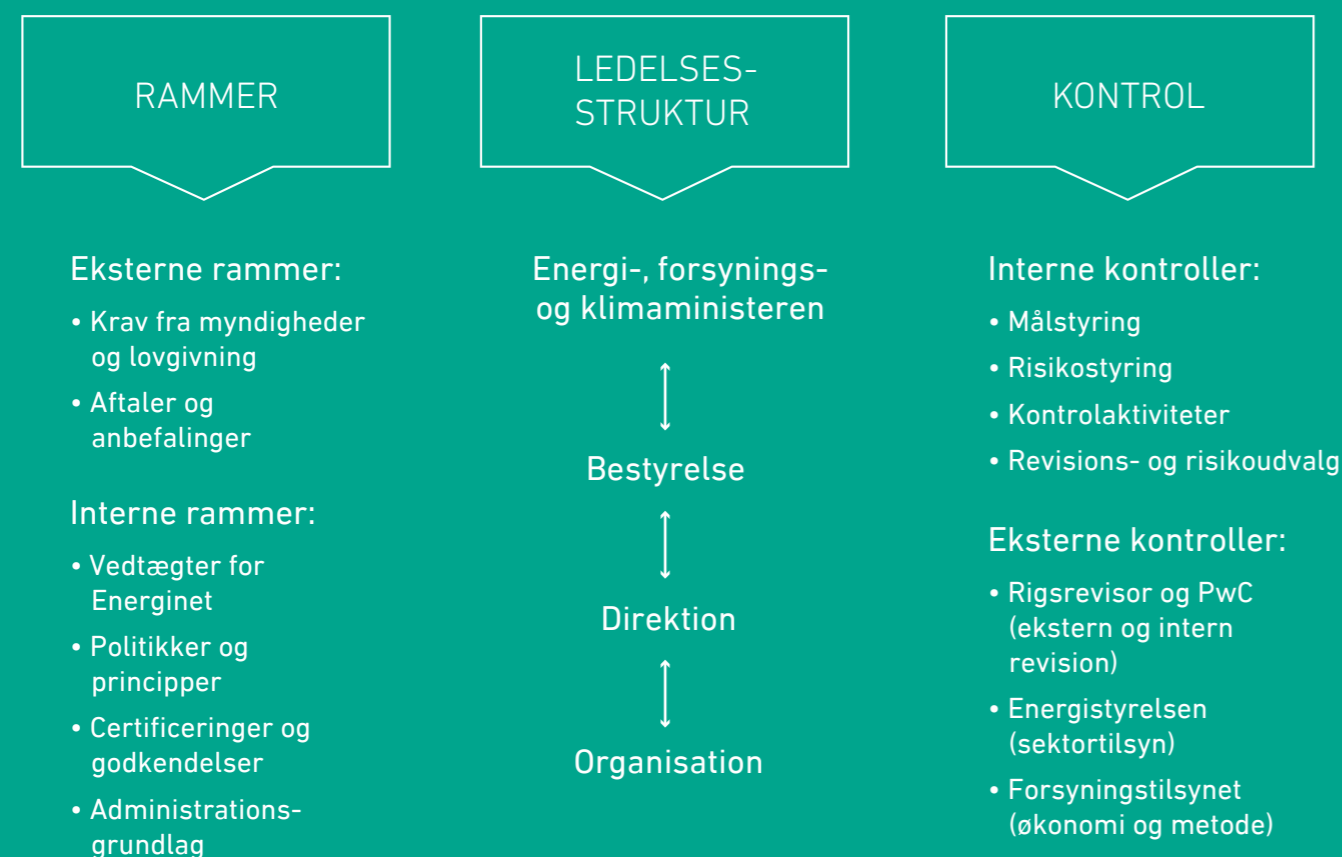 RAMMER
Eksterne rammer:
• Krav fra myndigheder
og lovgivning
• Aftaler og
anbefalinger
Interne rammer:
• Vedtægter for
Energinet
• Politikker og
principper
• Certificeringer og
godkendelser
• Administrations-
grundlag
LEDELSES-
STRUKTUR
Energi-, forsynings-
og klimaministeren
Bestyrelse
Direktion
Organisation
KONTROL
Interne kontroller:
• Målstyring
• Risikostyring
• Kontrolaktiviteter
• Revisions- og risikoudvalg
Eksterne kontroller:
• Rigsrevisor og PwC
(ekstern og intern
revision)
• Energistyrelsen
(sektortilsyn)
• Forsyningstilsynet
(økonomi og metode)